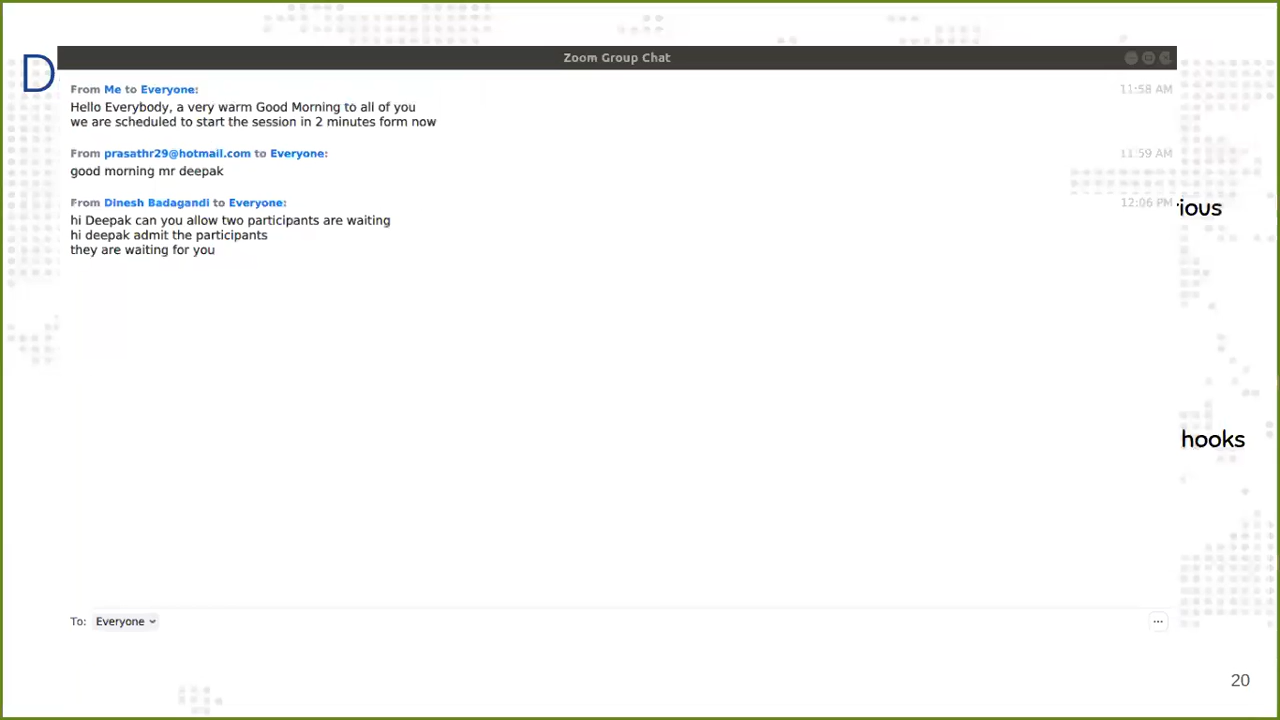 D
Zoom Group Chat
From Me to Everyone: 11:58 AM
Hello Everybody, a very warm Good Morning to all of you
we are scheduled to start the session in 2 minutes form now
From prasathr29@hotmail.com to Everyone: 11:59 AM
good morning mr deepak
From Dinesh Badagandi to Everyone: 12:06 PM
ious
hi Deepak can you allow two participants are waiting
hi deepak admit the participants
they are waiting for you
hooks
To: Everyone
20